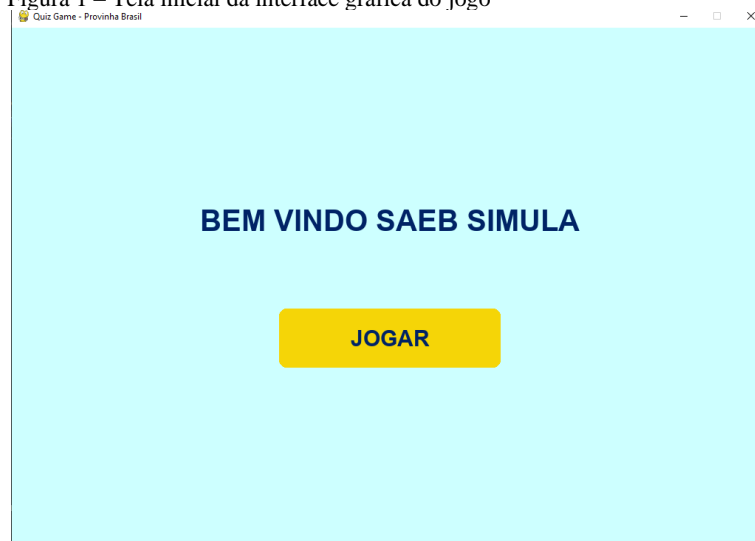 Figura 1 – Tela inicial da interface gráfica do jogo
Quiz Game - Provinha Brasil
BEM VINDO SAEB SIMULA
JOGAR